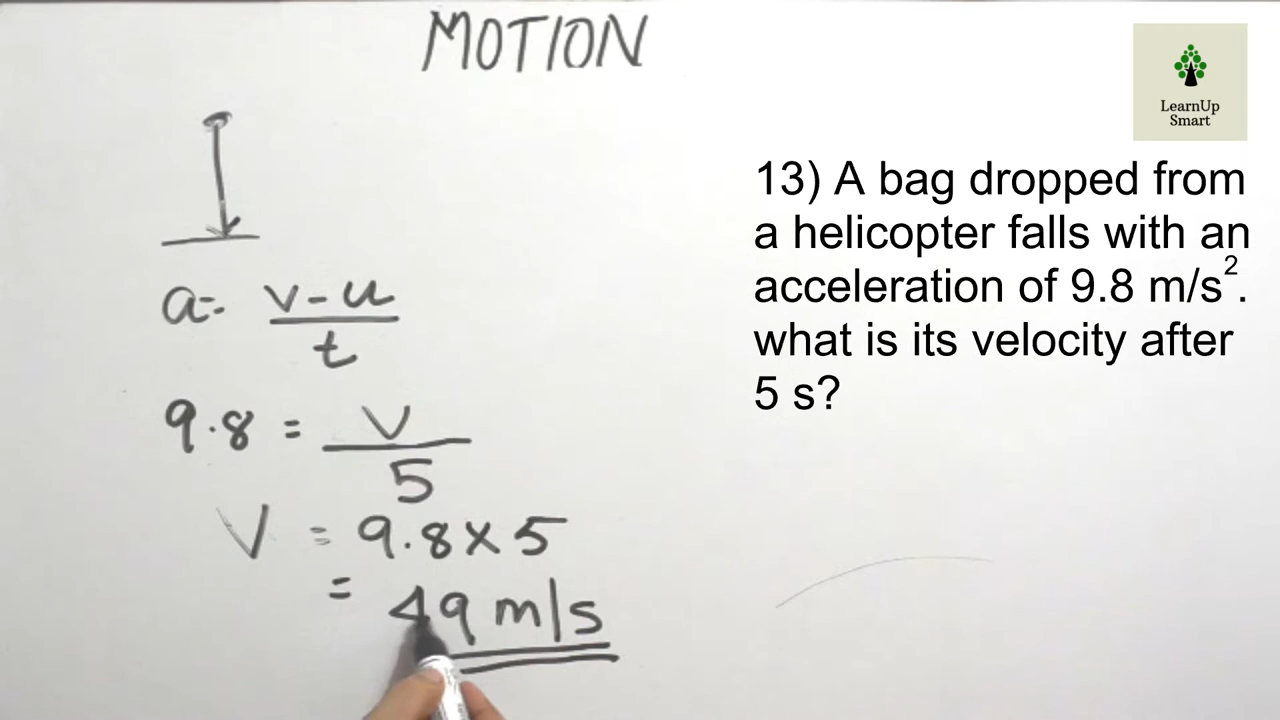 MOTION
LearnUp
Smart
13) A bag dropped from
a helicopter falls with an
acceleration of 9.8 m/s².
what is its velocity after
5 s?
a = v - u
t
9.8 = v
5
V = 9.8 x 5
= 49 m/s